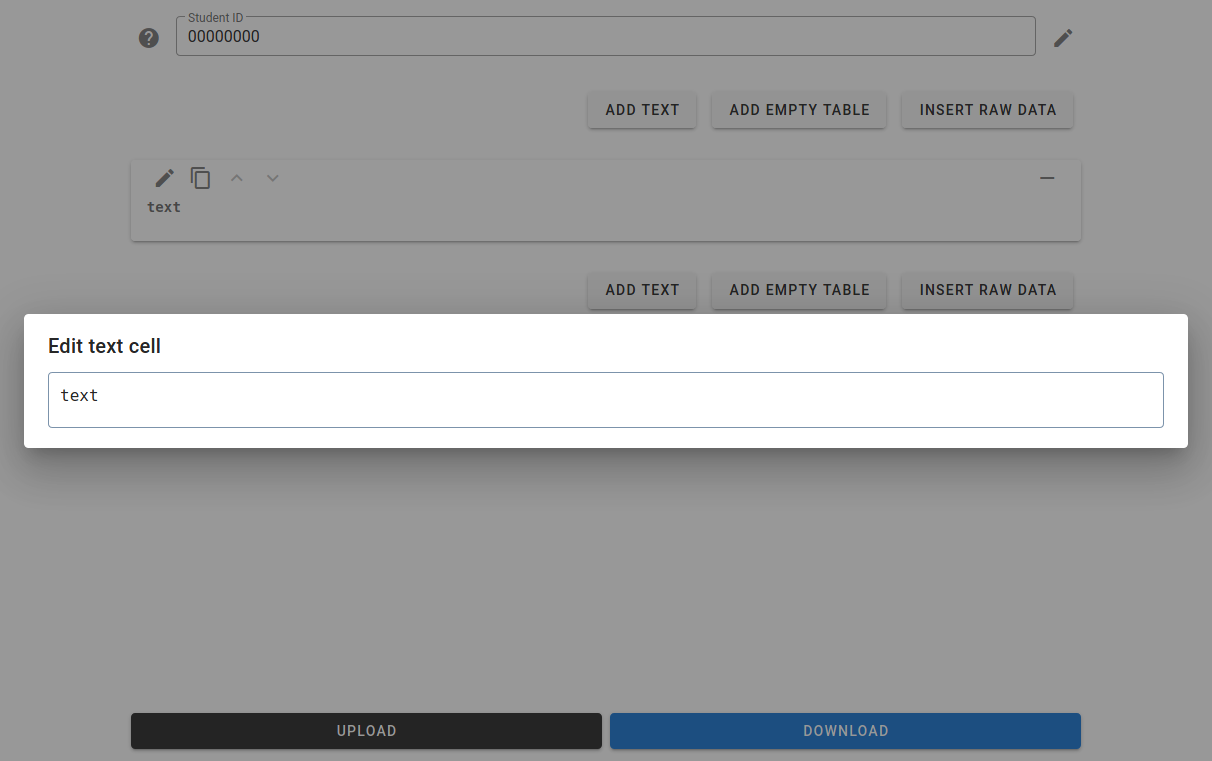 Student ID
00000000
ADD TEXT ADD EMPTY TABLE INSERT RAW DATA
text
ADD TEXT ADD EMPTY TABLE INSERT RAW DATA
Edit text cell
text
UPLOAD DOWNLOAD